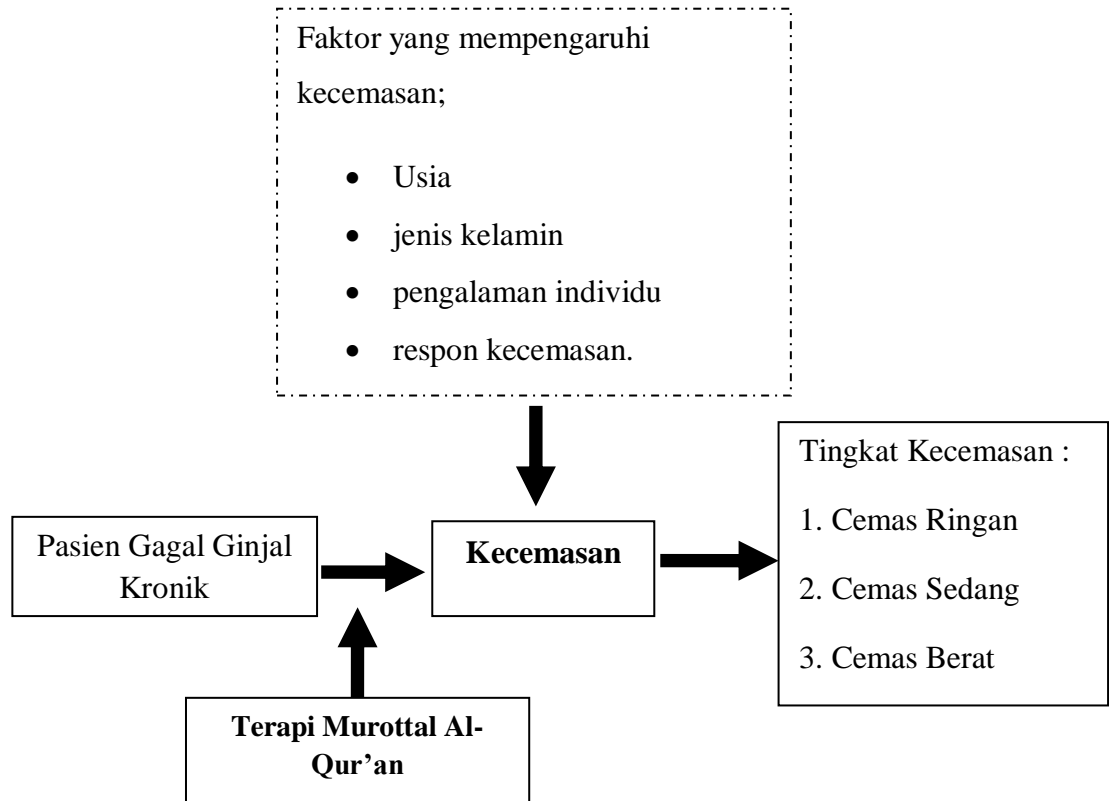 Faktor yang mempengaruhi
kecemasan;
• Usia
• jenis kelamin
• pengalaman individu
• respon kecemasan.
Pasien Gagal Ginjal
Kronik
Kecemasan
Tingkat Kecemasan :
1. Cemas Ringan
2. Cemas Sedang
3. Cemas Berat
Terapi Murottal Al-
Qur’an